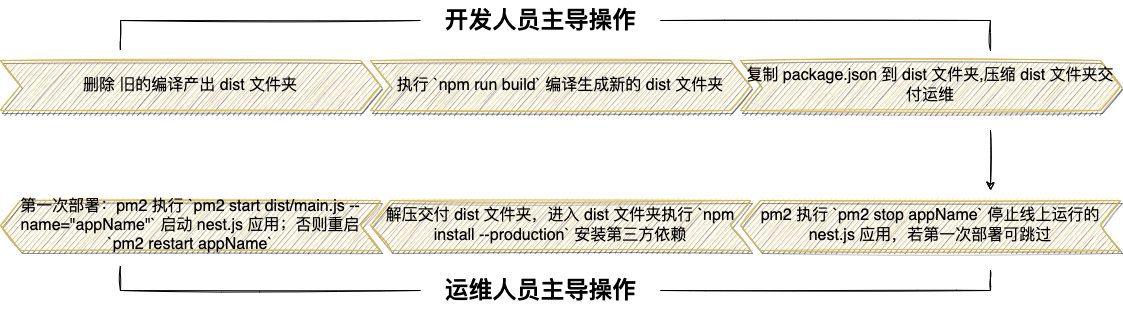 开发人员主导操作
删除 旧的编译产出 dist 文件夹
执行 `npm run build` 编译生成新的 dist 文件夹
复制 package.json 到 dist 文件夹,压缩 dist 文件夹交
付运维
pm2 执行 `pm2 stop appName` 停止线上运行的
nest.js 应用，若第一次部署可跳过
解压交付 dist 文件夹，进入 dist 文件夹执行 `npm
install --production` 安装第三方依赖
第一次部署：pm2 执行 `pm2 start dist/main.js --
name="appName"` 启动 nest.js 应用；否则重启
`pm2 restart appName`
运维人员主导操作